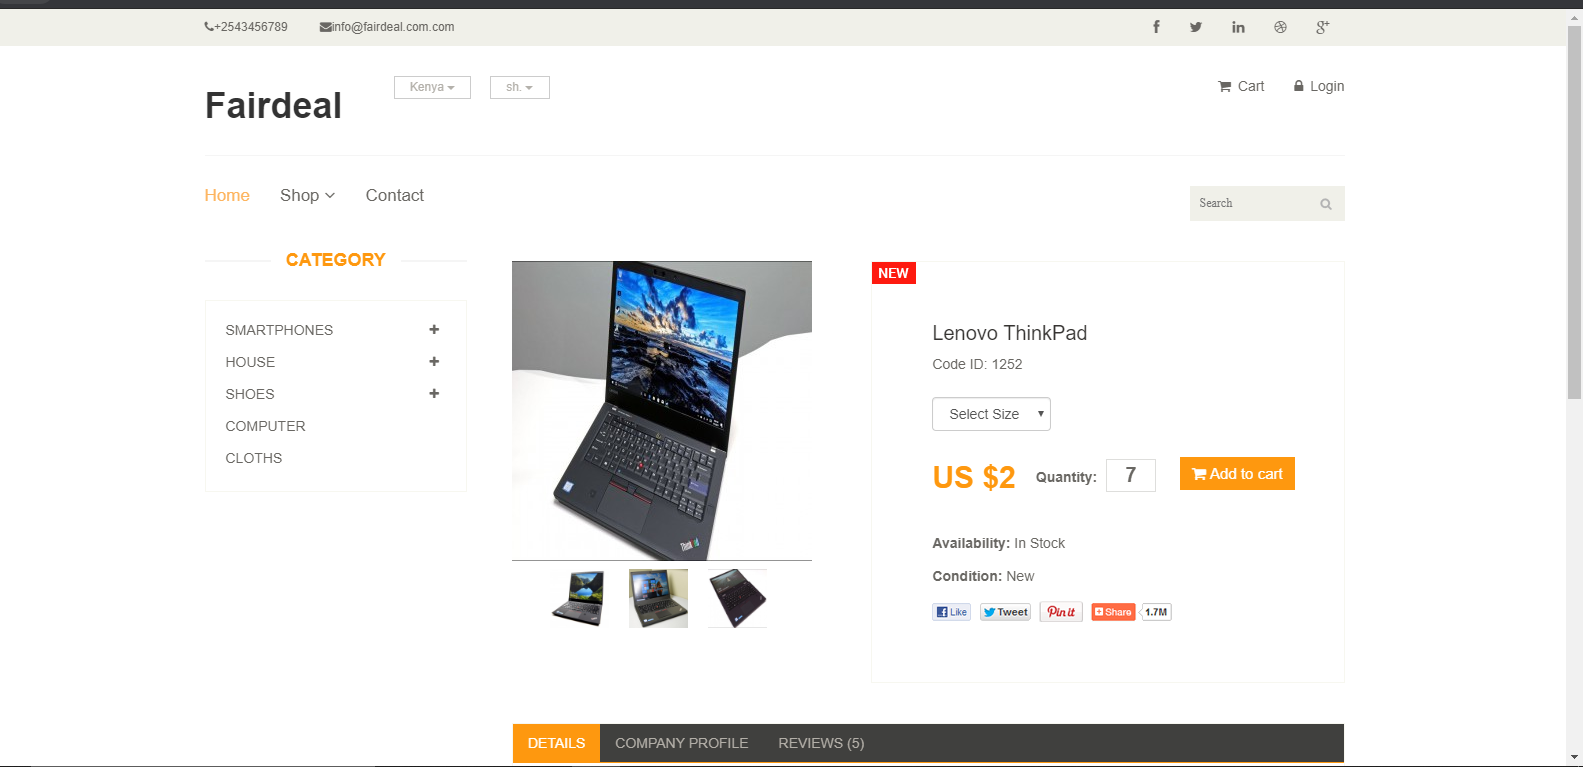 +2543456789 info@fairdeal.com.com
Fairdeal
Kenya sh.
Cart Login
Home Shop Contact
Search
CATEGORY
SMARTPHONES
HOUSE
SHOES
COMPUTER
CLOTHS
NEW
Lenovo ThinkPad
Code ID: 1252
Select Size
US $2 Quantity: 7 Add to cart
Availability: In Stock
Condition: New
Like Tweet Pin it Share 1.7M
ThinkPad
DETAILS COMPANY PROFILE REVIEWS (5)